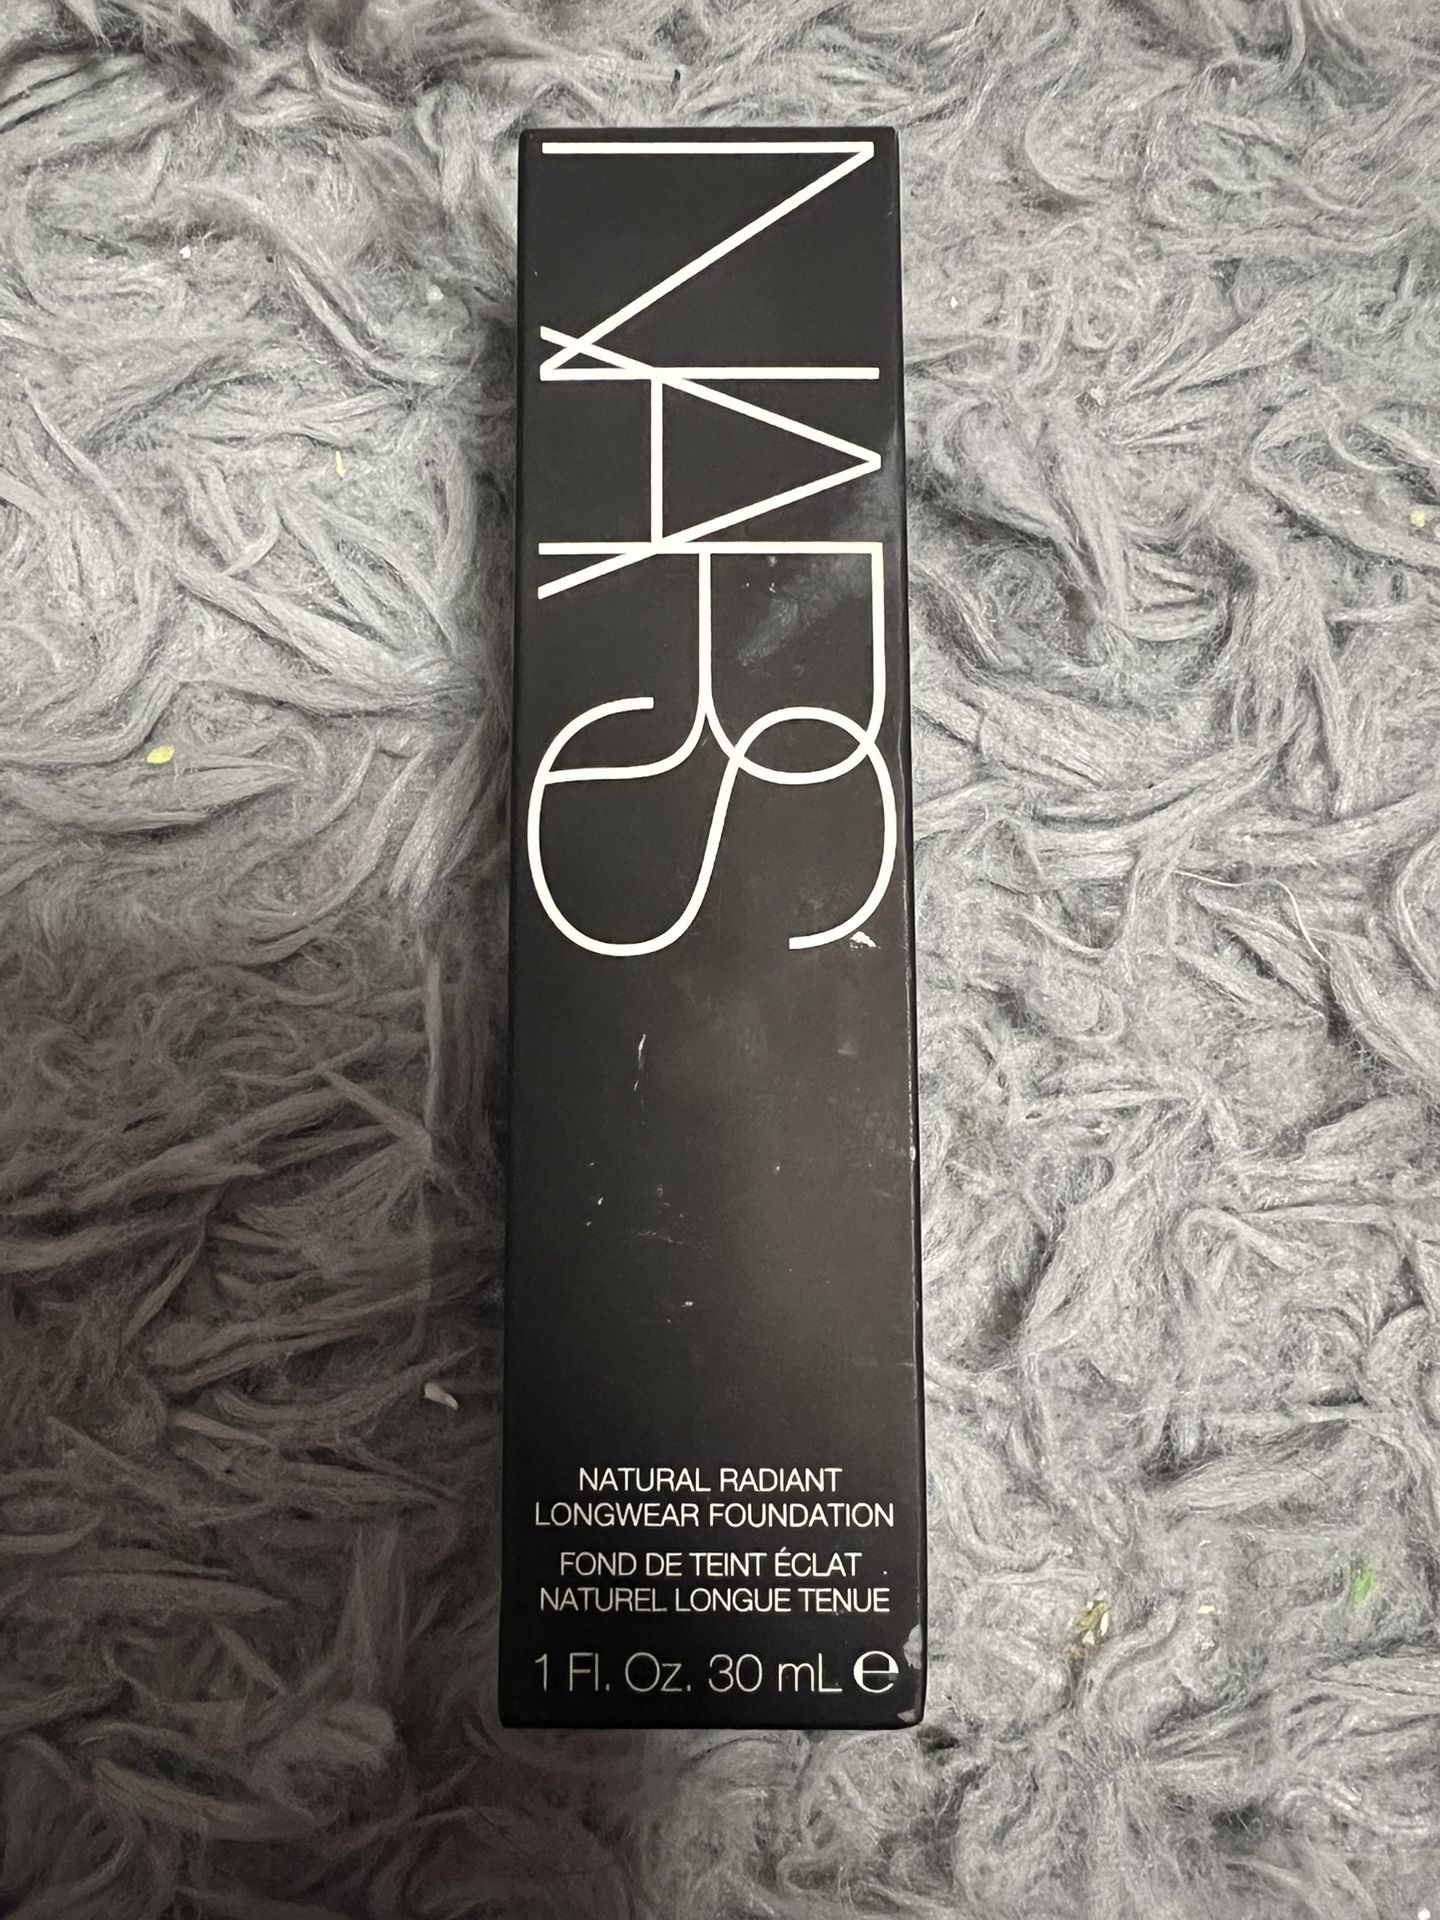 NARS
NATURAL RADIANT
LONGWEAR FOUNDATION
FOND DE TEINT ÉCLAT
NATUREL LONGUE TENUE
1 Fl. Oz. 30 mL ℮